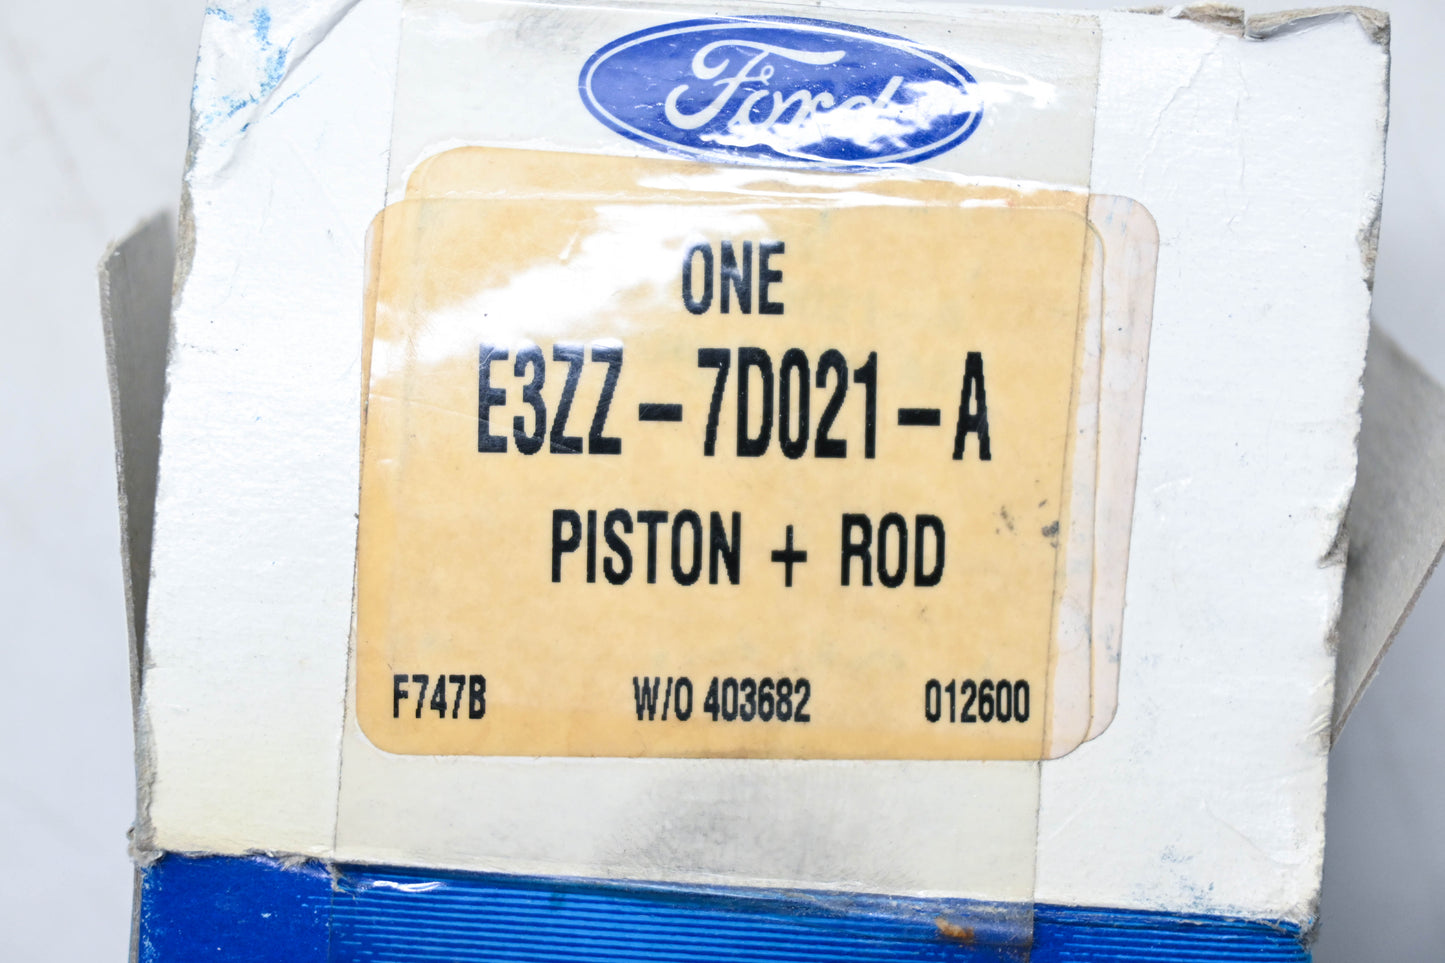 Ford
ONE
E3ZZ-7D021-A
PISTON + ROD
F747B W/O 403682 012600